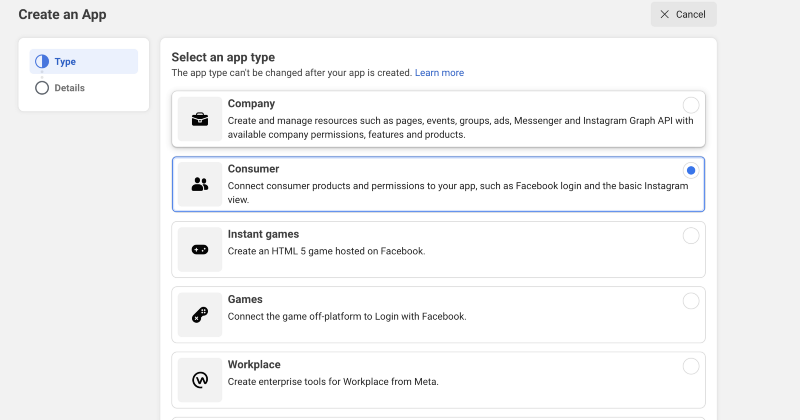 Create an App
Cancel
Type
Details
Select an app type
The app type can't be changed after your app is created. Learn more
Company
Create and manage resources such as pages, events, groups, ads, Messenger and Instagram Graph API with
available company permissions, features and products.
Consumer
Connect consumer products and permissions to your app, such as Facebook login and the basic Instagram
view.
Instant games
Create an HTML 5 game hosted on Facebook.
Games
Connect the game off-platform to Login with Facebook.
Workplace
Create enterprise tools for Workplace from Meta.